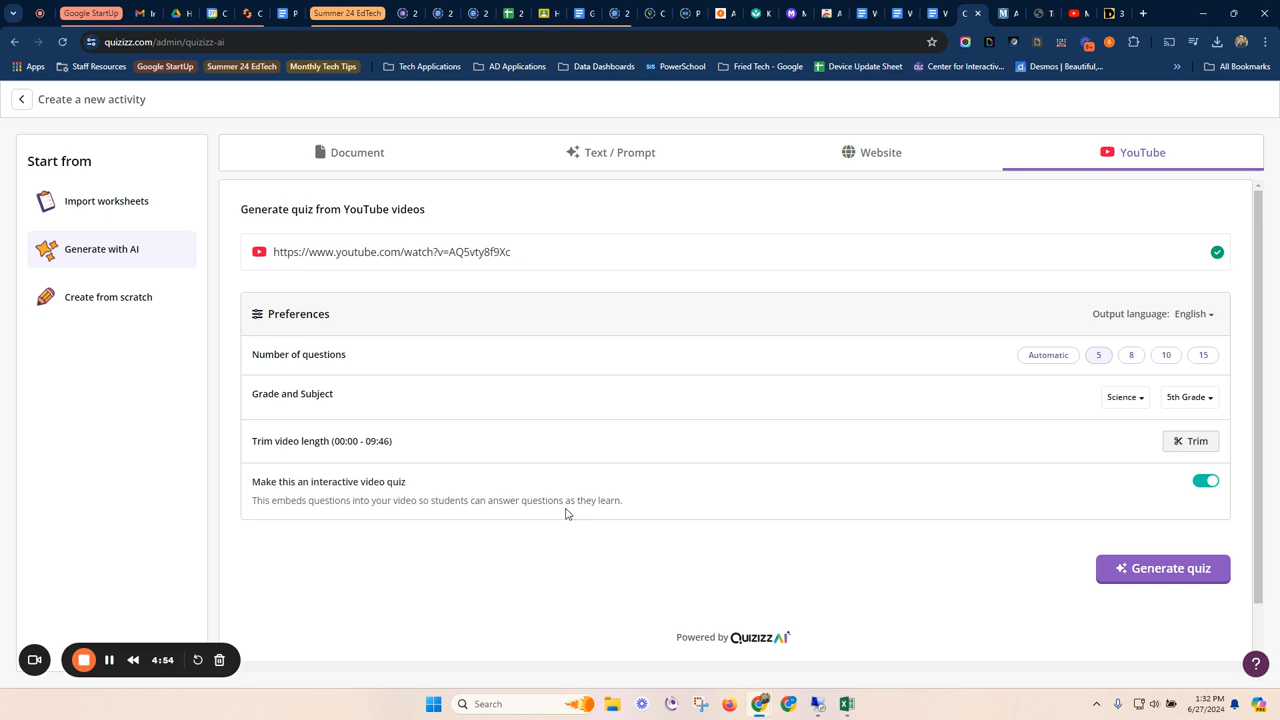 Google StartUp
Summer 24 EdTech
quizizz.com/admin/quizizz-ai
Apps
Staff Resources
Google StartUp
Summer 24 EdTech
Monthly Tech Tips
Tech Applications
AD Applications
Data Dashboards
SIS PowerSchool
Fried Tech - Google
Device Update Sheet
Center for Interactiv...
Desmos | Beautiful,...
»
All Bookmarks
Create a new activity
Start from
Import worksheets
Generate with AI
Create from scratch
Document
Text / Prompt
Website
YouTube
Generate quiz from YouTube videos
https://www.youtube.com/watch?v=AQ5vty8f9Xc
Preferences
Output language: English
Number of questions
Automatic 5 8 10 15
Grade and Subject
Science 5th Grade
Trim video length (00:00 - 09:46)
Trim
Make this an interactive video quiz
This embeds questions into your video so students can answer questions as they learn.
Generate quiz
Powered by QUIZIZZ AI
4:54
?
Search
1:32 PM
6/27/2024